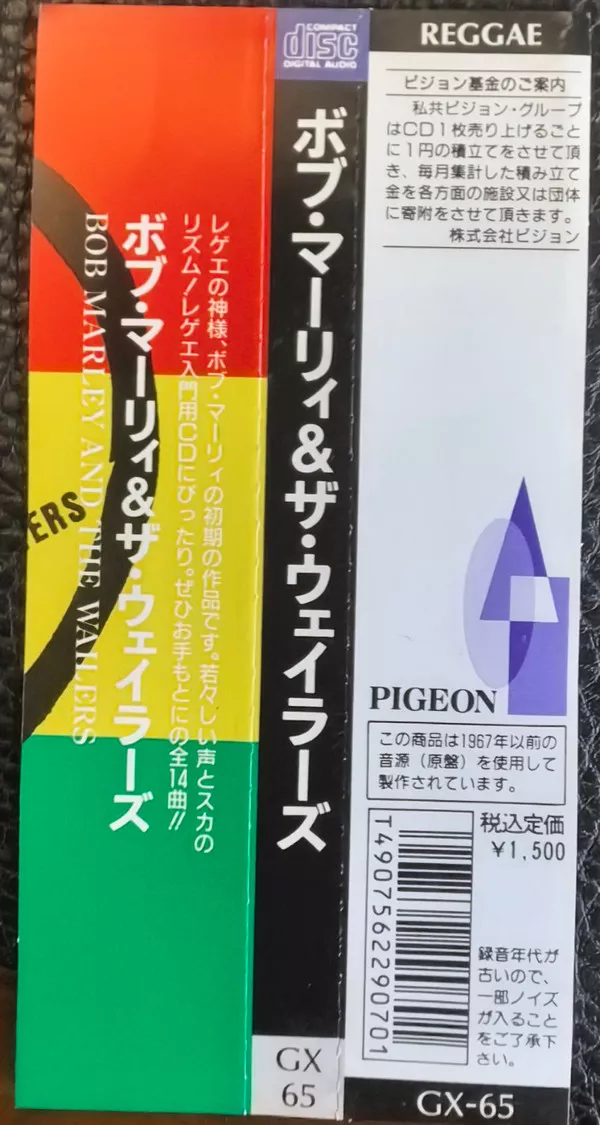 ボブ・マーリィ&ザ・ウェイラーズ
BOB MARLEY AND THE WAILERS
レゲエの神様、ボブ・マーリィの初期の作品です。若々しい声とスカの
リズム!レゲエ入門用CDにぴったり。ぜひお手もとにの全14曲!!
ERS
COMPACT
disc
DIGITAL AUDIO
ボブ・マーリィ&ザ・ウェイラーズ
GX
65
REGGAE
ピジョン基金のご案内
私共ピジョン・グループ
はCD1枚売り上げるごと
に1円の積立てをさせて頂
き、毎月集計した積み立て
金を各方面の施設又は団体
に寄附をさせて頂きます。
株式会社ピジョン
PIGEON
この商品は1967年以前の
音源（原盤）を使用して
製作されています。
税込定価
¥1,500
T4907562290701
録音年代が
古いので、
一部ノイズ
が入ること
をご了承下
さい。
GX-65